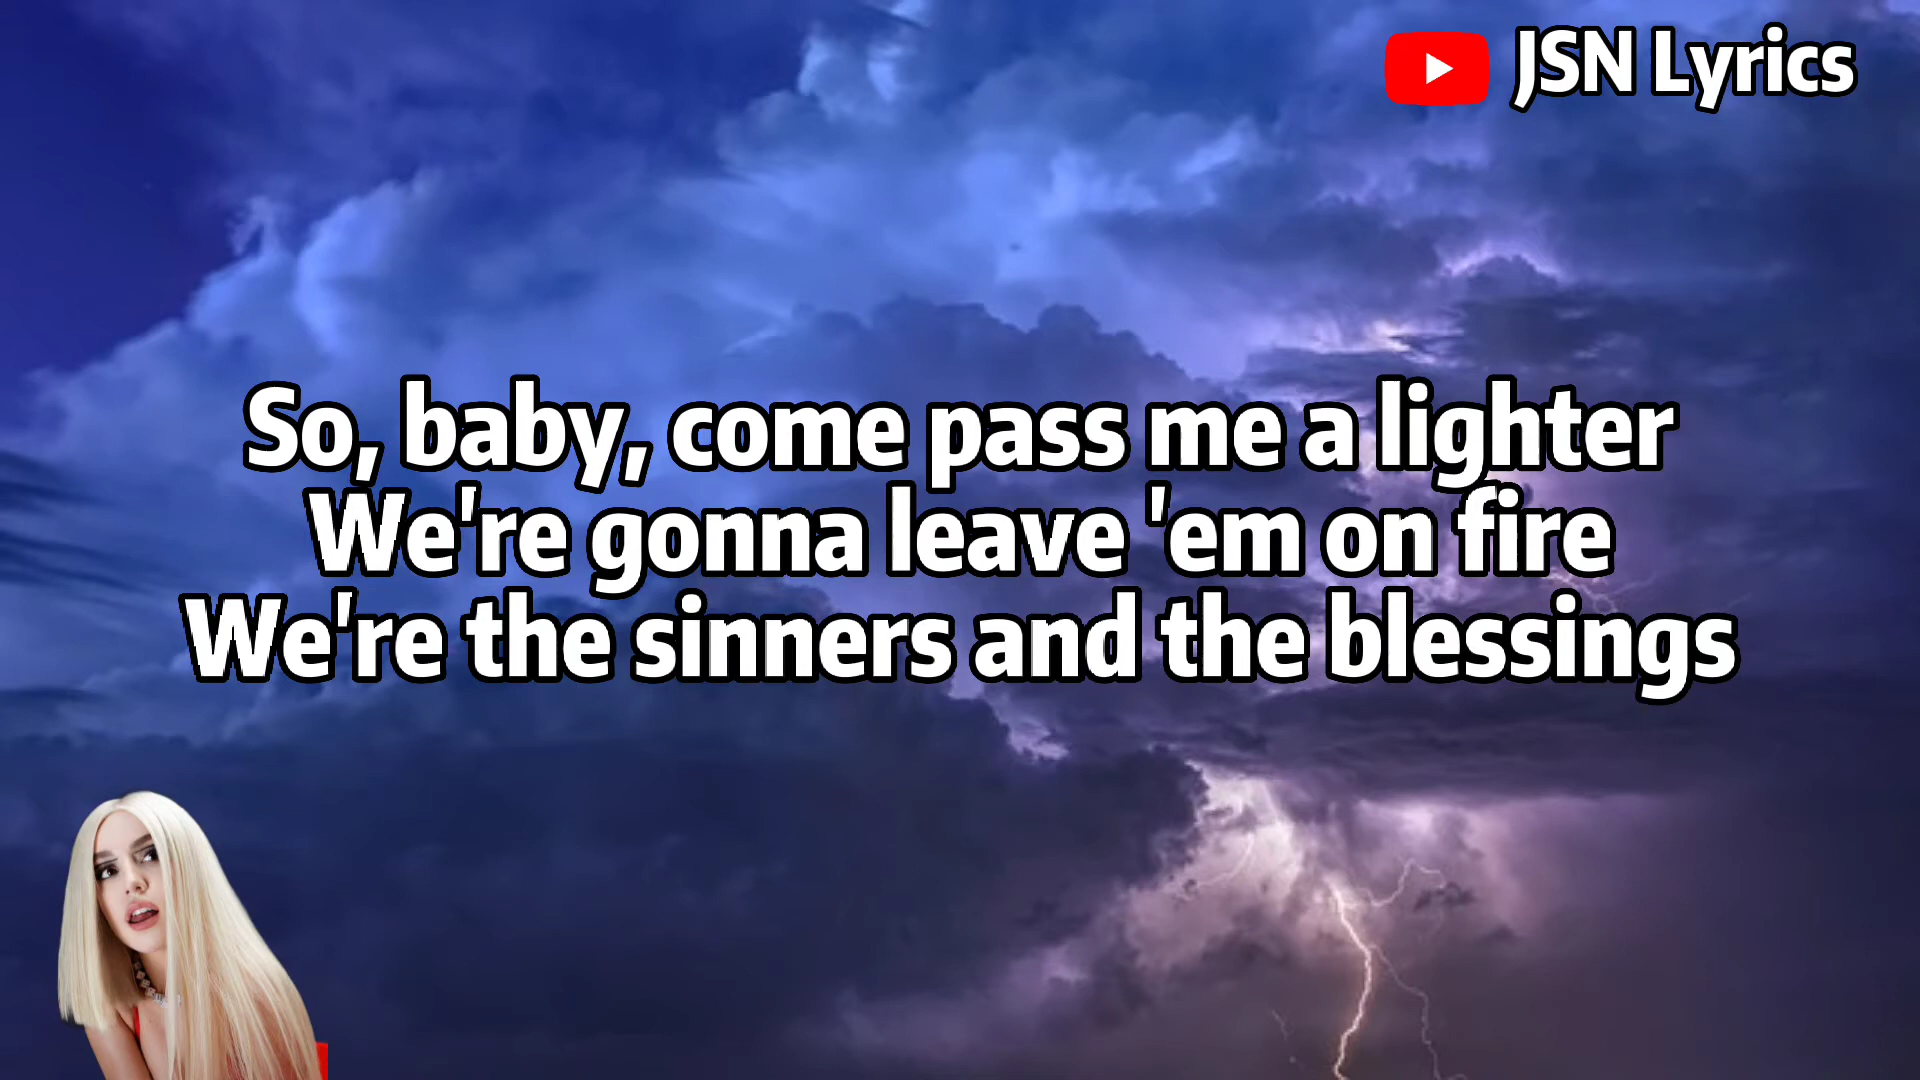 JSN Lyrics
So, baby, come pass me a lighter
We're gonna leave 'em on fire
We're the sinners and the blessings